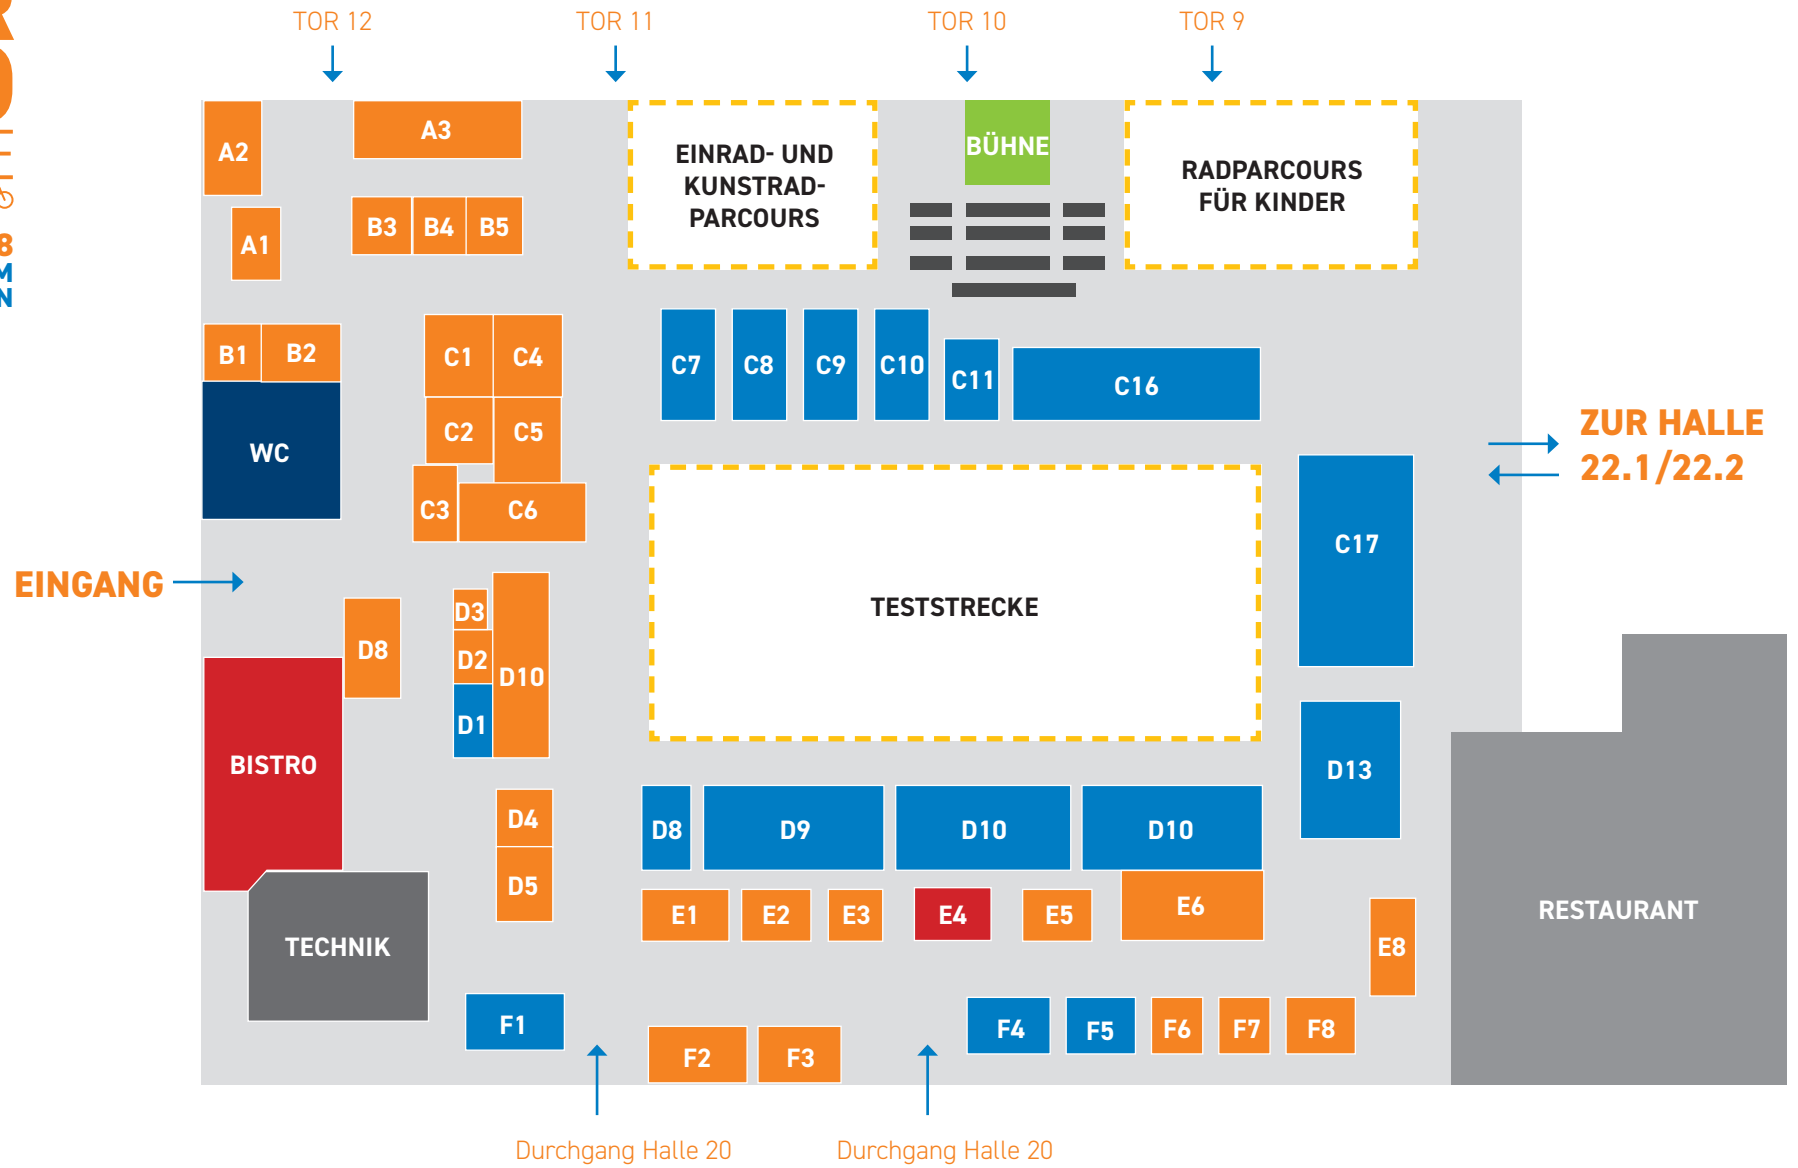 TOR 12
TOR 11
TOR 10
TOR 9
R
8
M
N
A2
A3
A1
B3
B4
B5
EINRAD- UND
KUNSTRAD-
PARCOURS
BÜHNE
RADPARCOURS
FÜR KINDER
B1
B2
WC
C1
C4
C2
C5
C3
C6
C7
C8
C9
C10
C11
C16
C17
ZUR HALLE
22.1/22.2
EINGANG
TESTSTRECKE
D8
D3
D2
D1
D10
BISTRO
D4
D5
TECHNIK
D8
D9
D10
D10
D13
E1
E2
E3
E4
E5
E6
E8
RESTAURANT
F1
F2
F3
F4
F5
F6
F7
F8
Durchgang Halle 20
Durchgang Halle 20